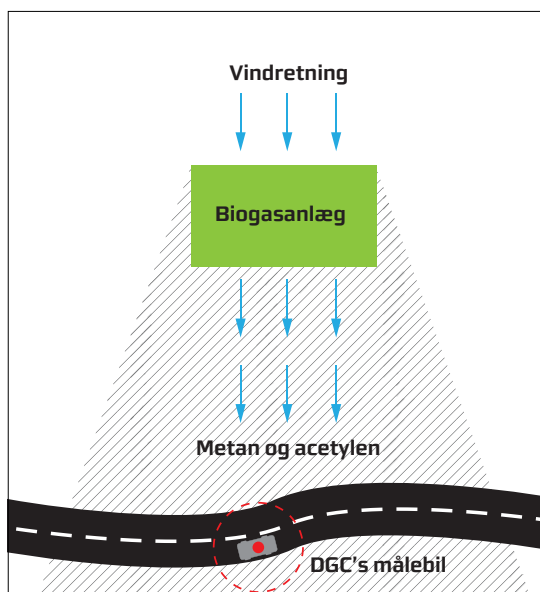 Vindretning
Biogasanlæg
Metan og acetylen
DGC's målebil